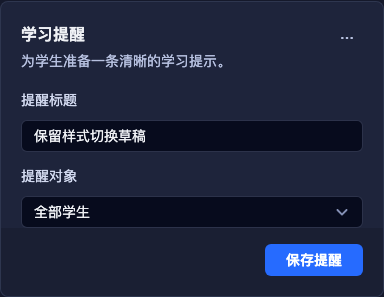 学习提醒
...
为学生准备一条清晰的学习提示。
提醒标题
保留样式切换草稿
提醒对象
全部学生
保存提醒